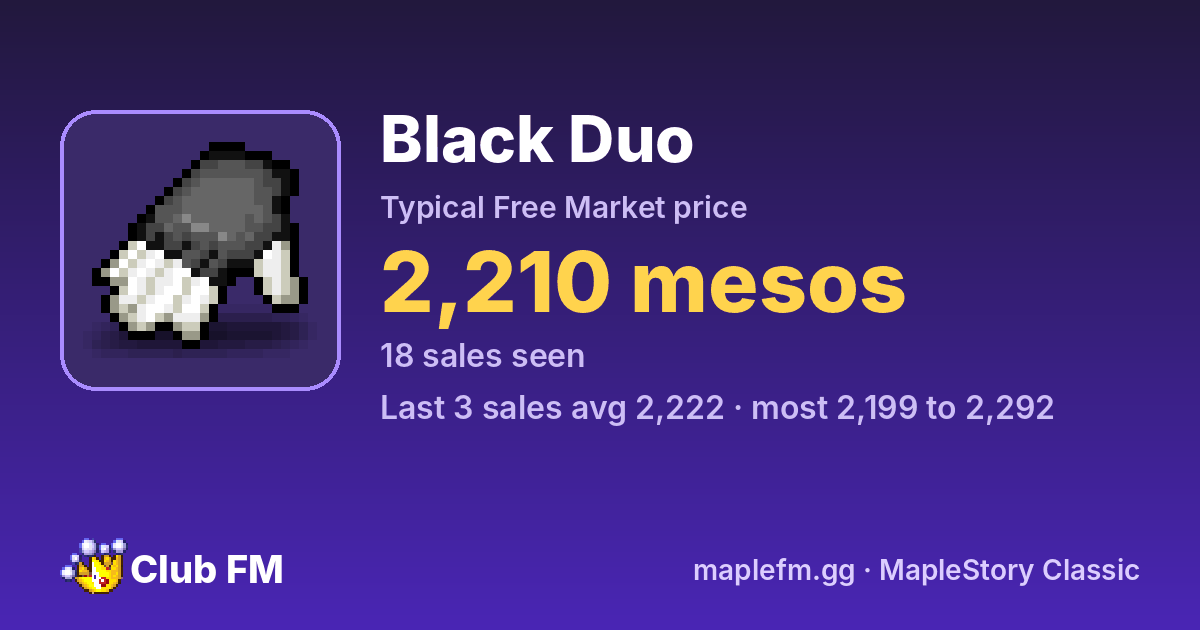 Black Duo
Typical Free Market price
2,210 mesos
18 sales seen
Last 3 sales avg 2,222 · most 2,199 to 2,292
Club FM
maplefm.gg · MapleStory Classic